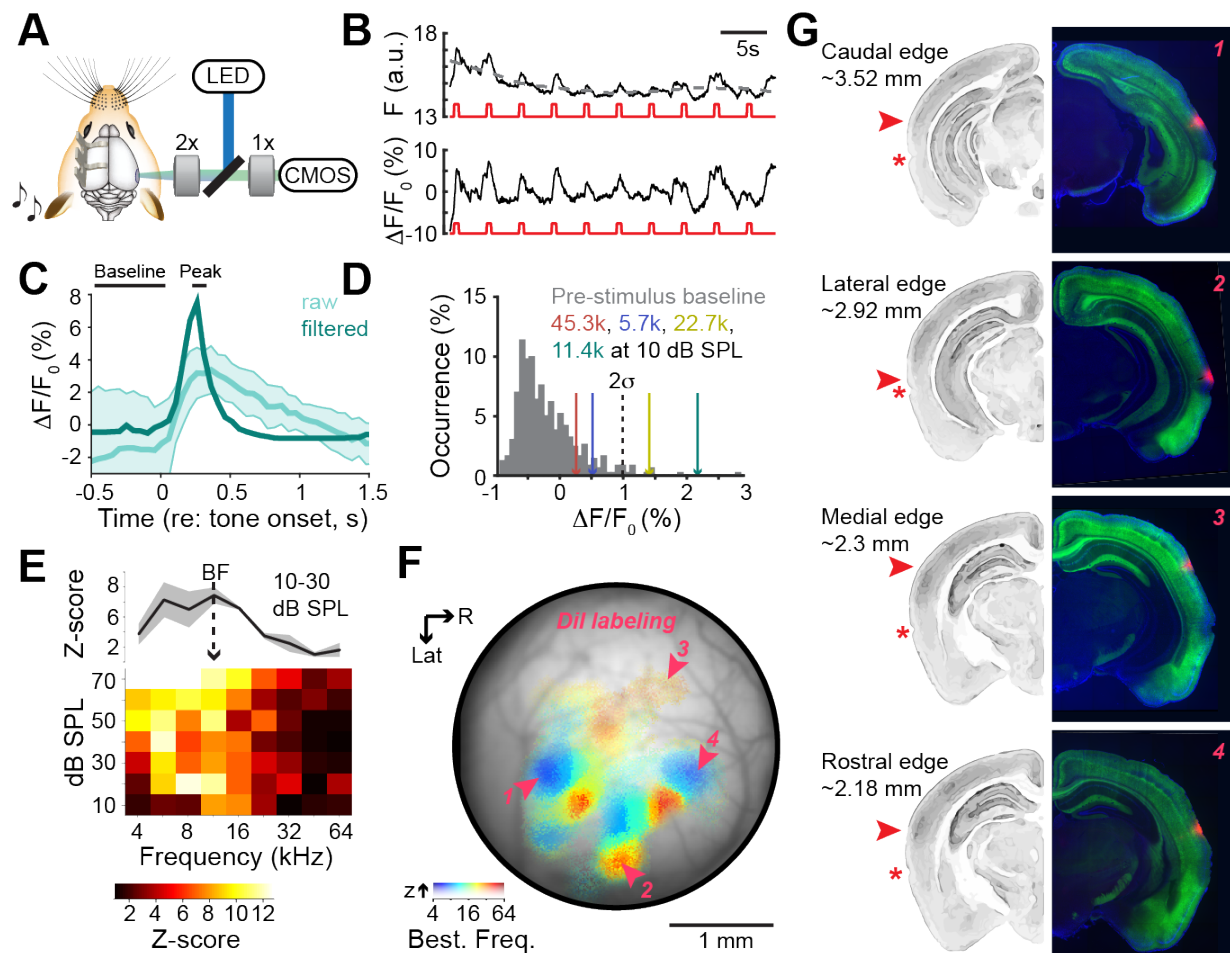 A
LED
2x
1x
CMOS
B
18
F (a.u.)
13
5s
10
ΔF/F0 (%)
0
-10
C
Baseline
Peak
raw
filtered
8
6
4
2
0
-2
ΔF/F0 (%)
-0.5
0
0.5
1
1.5
Time (re: tone onset, s)
D
15
10
5
0
Occurrence (%)
Pre-stimulus baseline
45.3k, 5.7k, 22.7k,
11.4k at 10 dB SPL
2σ
-1
0
1
2
3
ΔF/F0 (%)
E
BF
10-30
dB SPL
8
6
4
2
Z-score
70
50
30
10
dB SPL
4
8
16
32
64
Frequency (kHz)
2
4
6
8
10
12
Z-score
F
R
Lat
DiI labeling
3
4
1
2
z
4
16
64
Best. Freq.
1 mm
G
Caudal edge
~3.52 mm
*
1
Lateral edge
~2.92 mm
*
2
Medial edge
~2.3 mm
*
3
Rostral edge
~2.18 mm
*
4